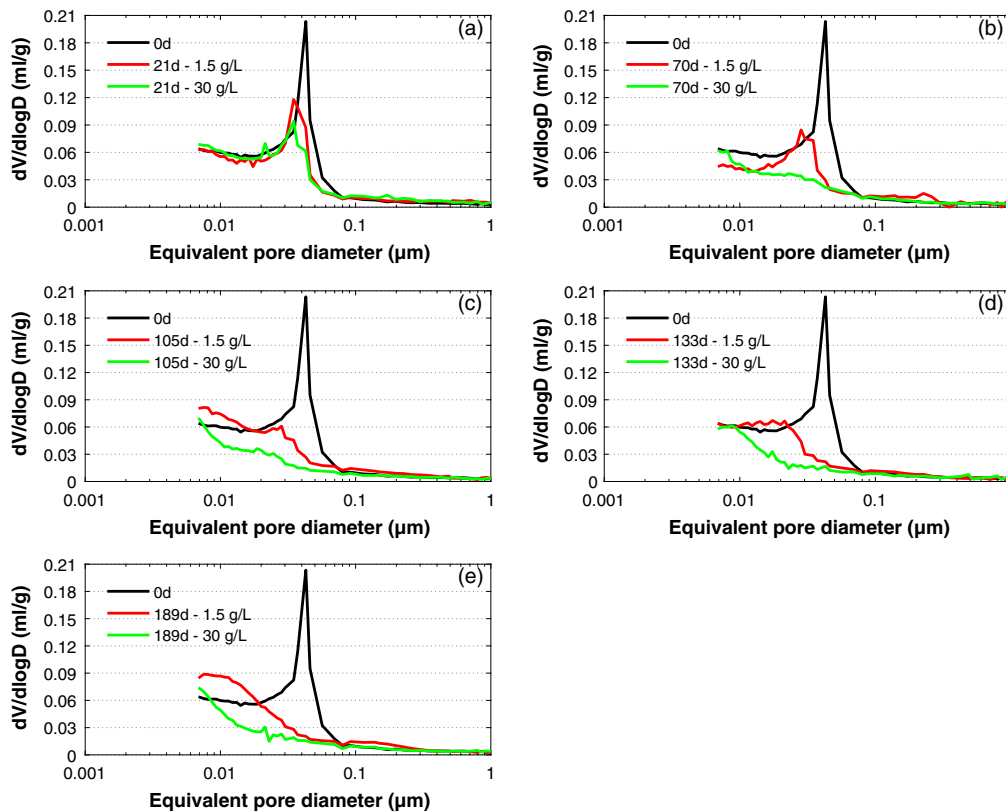 (a)
dV/dlogD (ml/g)
0.21
0.18
0.15
0.12
0.09
0.06
0.03
0
0d
21d - 1.5 g/L
21d - 30 g/L
0.001
0.01
0.1
1
Equivalent pore diameter (µm)
(b)
dV/dlogD (ml/g)
0.21
0.18
0.15
0.12
0.09
0.06
0.03
0
0d
70d - 1.5 g/L
70d - 30 g/L
0.001
0.01
0.1
Equivalent pore diameter (µm)
(c)
dV/dlogD (ml/g)
0.21
0.18
0.15
0.12
0.09
0.06
0.03
0
0d
105d - 1.5 g/L
105d - 30 g/L
0.001
0.01
0.1
1
Equivalent pore diameter (µm)
(d)
dV/dlogD (ml/g)
0.21
0.18
0.15
0.12
0.09
0.06
0.03
0
0d
133d - 1.5 g/L
133d - 30 g/L
0.001
0.01
0.1
Equivalent pore diameter (µm)
(e)
dV/dlogD (ml/g)
0.21
0.18
0.15
0.12
0.09
0.06
0.03
0
0d
189d - 1.5 g/L
189d - 30 g/L
0.001
0.01
0.1
1
Equivalent pore diameter (µm)